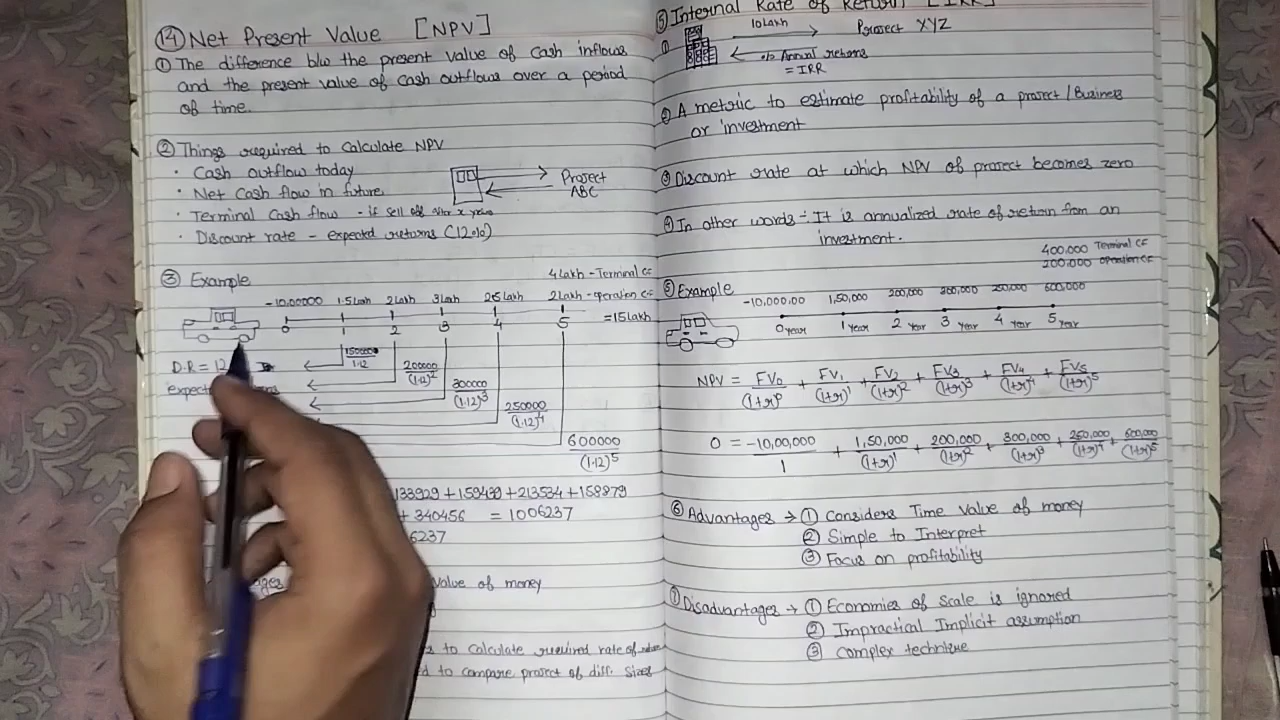 ④ Net Present Value [NPV]
① The difference b/w the present value of cash inflows
and the present value of cash outflows over a period
of time.
② Things required to calculate NPV
· Cash outflow today
· Net Cash flow in future
· Terminal Cash flow - if sell off after x years
· Discount rate - expected returns (12%)
Project
ABC
③ Example
4 Lakh - Terminal CF
-10,00000 1.5 Lakh 2 Lakh 3 Lakh 2.5 Lakh 2 Lakh - operation CF
= 15 Lakh
0 1 2 3 4 5
D.R = 12
150000
1.12
200000
(1.12)²
300000
(1.12)³
250000
(1.12)⁴
600000
(1.12)⁵
133929 + 159439 + 213534 + 158879
+ 340456 = 1006237
6237
value of money
to calculate required rate of return
to compare project of diff. sizes
⑤ Internal Rate of Return [IRR]
① 10 Lakh Project XYZ
% Annual returns
= IRR
② A metric to estimate profitability of a project / Business
or investment
③ Discount rate at which NPV of project becomes zero
④ In other words :- It is annualized rate of return from an
investment.
400,000 Terminal CF
200,000 operation CF
⑤ Example
-10,000,00 1,50,000 200,000 300,000 250,000 600,000
0 year 1 year 2 year 3 year 4 year 5 year
NPV = FV₀/(1+r)⁰ + FV₁/(1+r)¹ + FV₂/(1+r)² + FV₃/(1+r)³ + FV₄/(1+r)⁴ + FV₅/(1+r)⁵
0 = -10,00,000/1 + 1,50,000/(1+r)¹ + 200,000/(1+r)² + 300,000/(1+r)³ + 250,000/(1+r)⁴ + 600,000/(1+r)⁵
⑥ Advantages → ① Considers Time Value of money
② Simple to Interpret
③ Focus on profitability
⑦ Disadvantages → ① Economies of Scale is ignored
② Impractical Implicit assumption
③ Complex technique